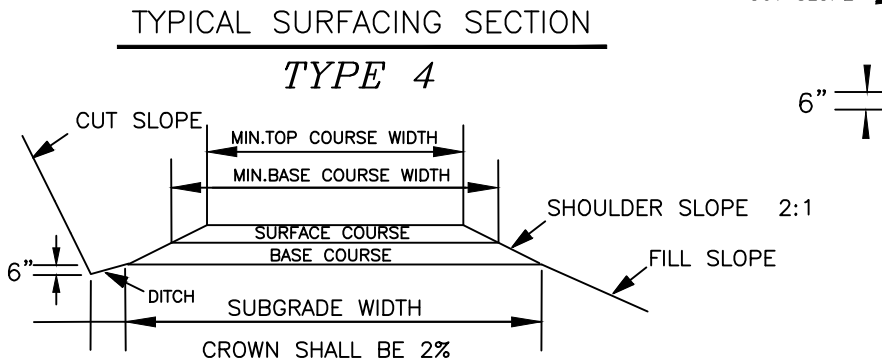 TYPICAL SURFACING SECTION
TYPE 4
6"
CUT SLOPE
MIN.TOP COURSE WIDTH
MIN.BASE COURSE WIDTH
SHOULDER SLOPE 2:1
SURFACE COURSE
BASE COURSE
FILL SLOPE
6"
DITCH
SUBGRADE WIDTH
CROWN SHALL BE 2%